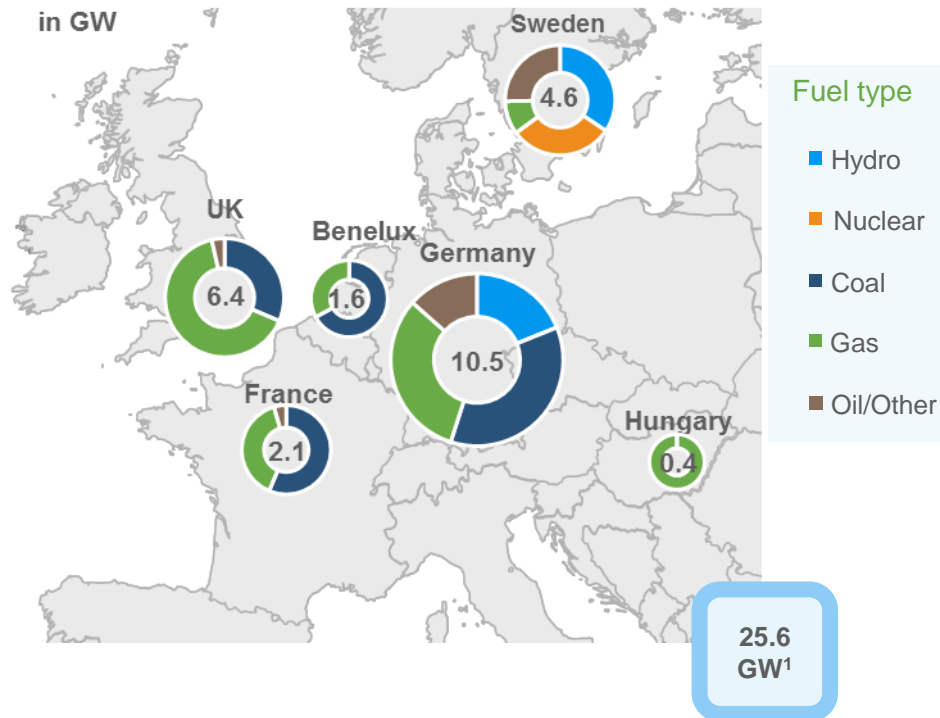 in GW
Sweden
4.6
Fuel type
Hydro
Nuclear
Coal
Gas
Oil/Other
UK
6.4
Benelux
1.6
Germany
10.5
France
2.1
Hungary
0.4
25.6
GW¹